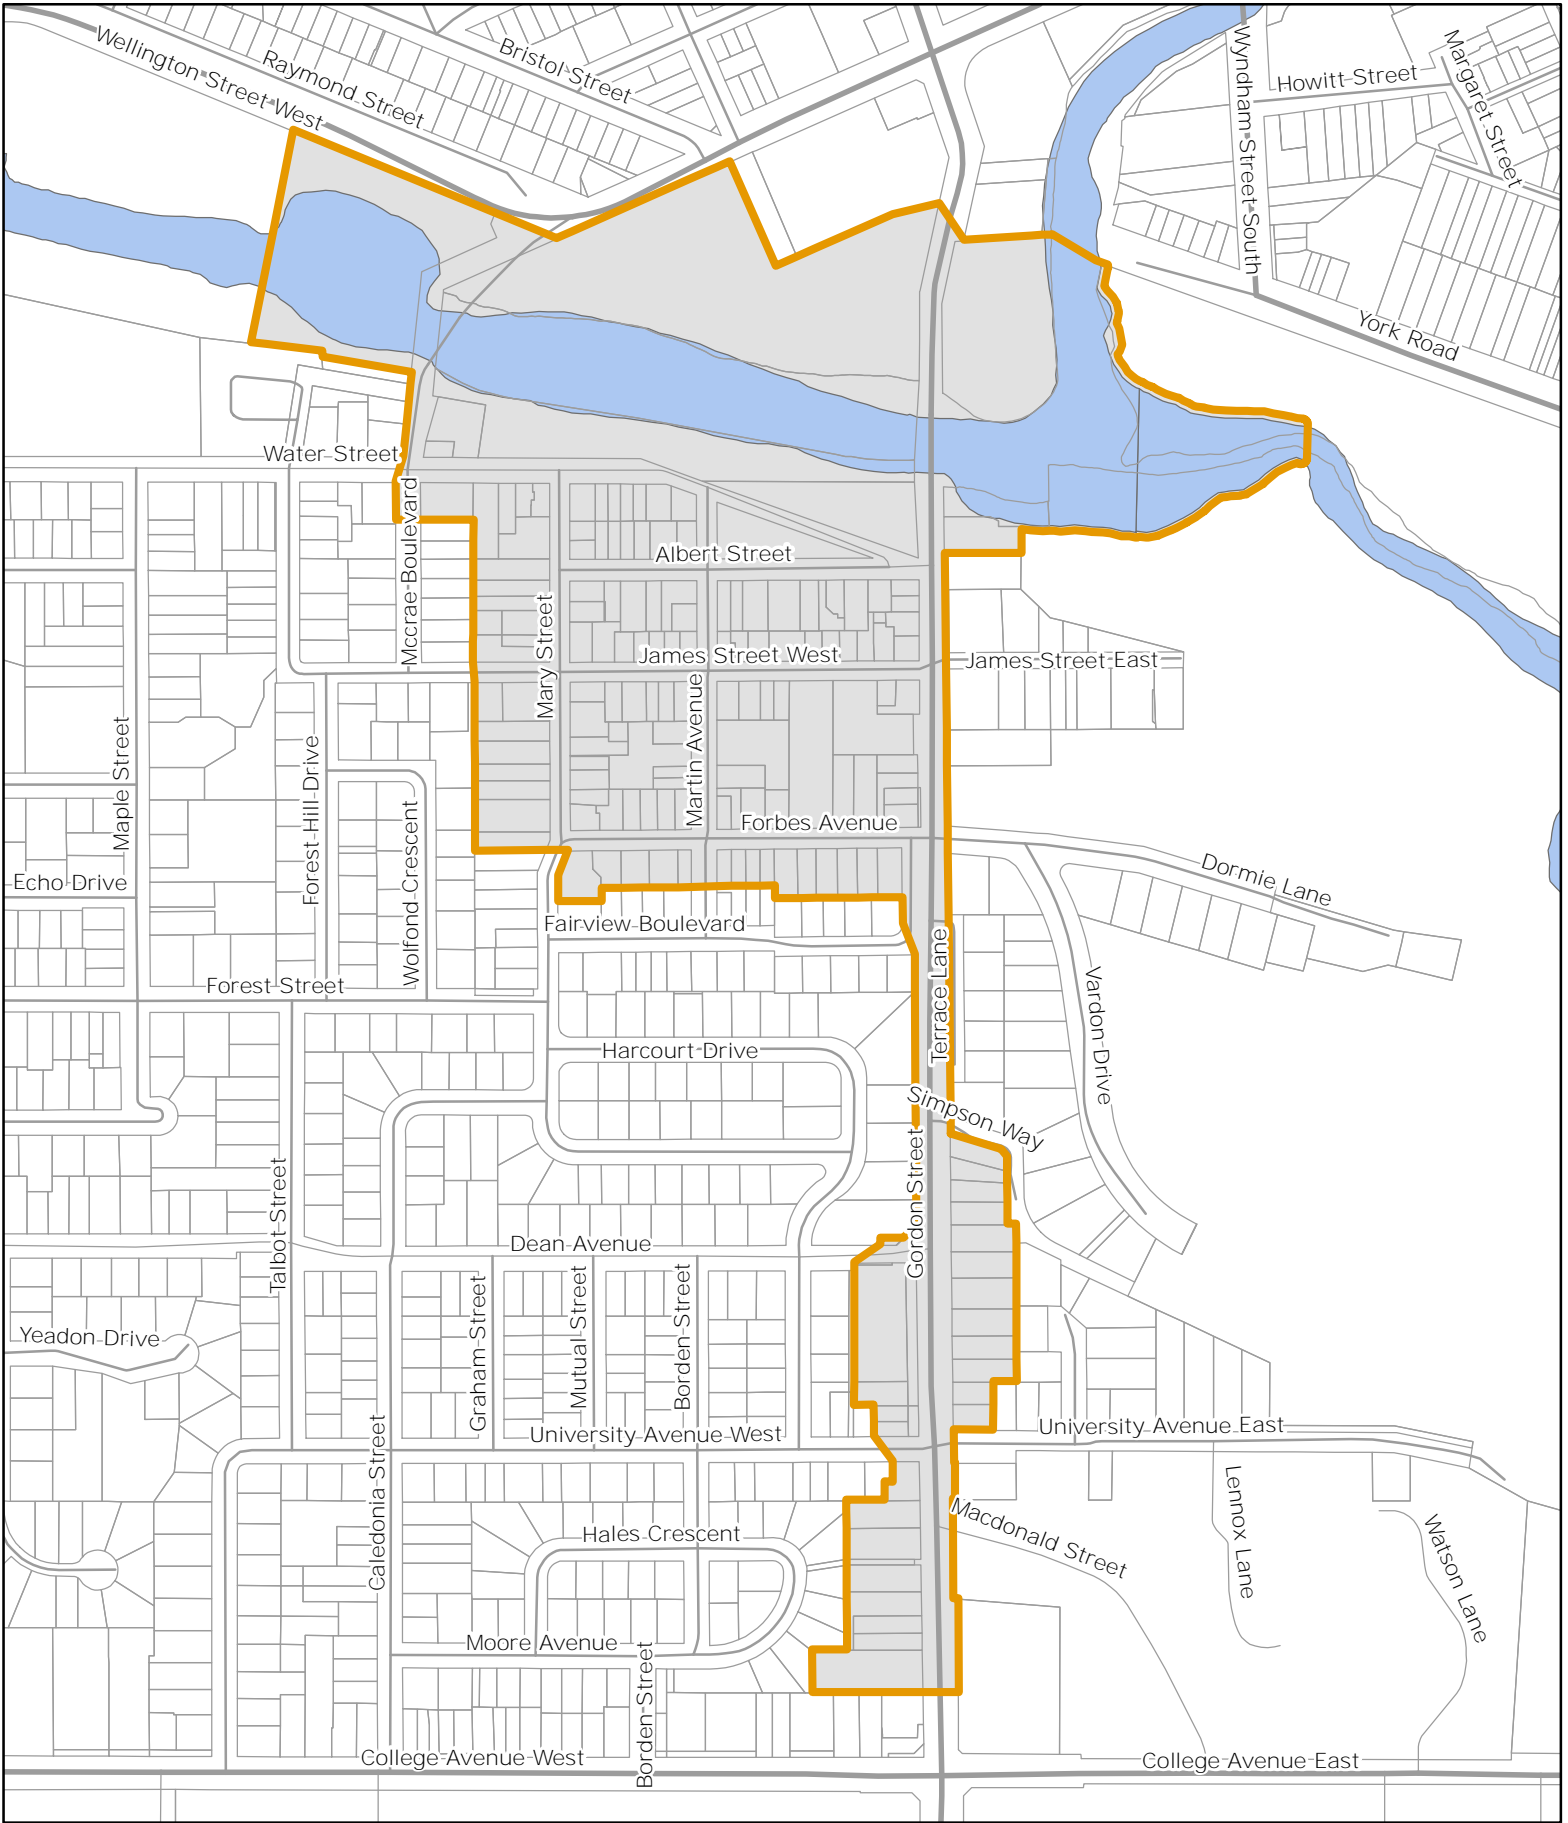 Wellington Street West
Raymond Street
Bristol Street
Wyndham Street South
Howitt Street
Margaret Street
York Road
Water Street
Mccrae Boulevard
Albert Street
Mary Street
James Street West
James Street East
Martin Avenue
Maple Street
Forest Hill Drive
Wolfond Crescent
Forbes Avenue
Echo Drive
Dormie Lane
Fairview Boulevard
Terrace Lane
Forest Street
Vardon Drive
Harcourt Drive
Simpson Way
Gordon Street
Talbot Street
Dean Avenue
Yeadon Drive
Graham Street
Mutual Street
Borden Street
University Avenue West
University Avenue East
Caledonia Street
Lennox Lane
Macdonald Street
Watson Lane
Hales Crescent
Moore Avenue
Borden Street
College Avenue West
College Avenue East